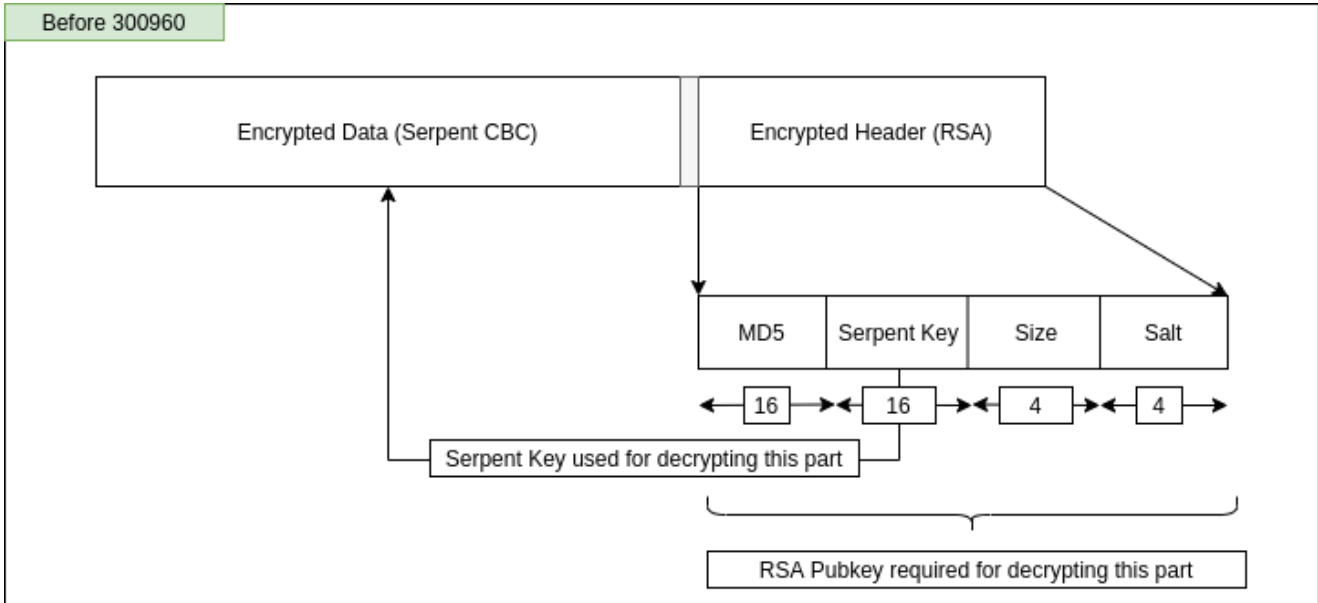 Before 300960
Encrypted Data (Serpent CBC)
Encrypted Header (RSA)
MD5
Serpent Key
Size
Salt
16
16
4
4
Serpent Key used for decrypting this part
RSA Pubkey required for decrypting this part